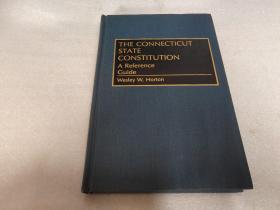 THE CONNECTICUT
STATE
CONSTITUTION
A Reference
Guide
Wesley W. Horton